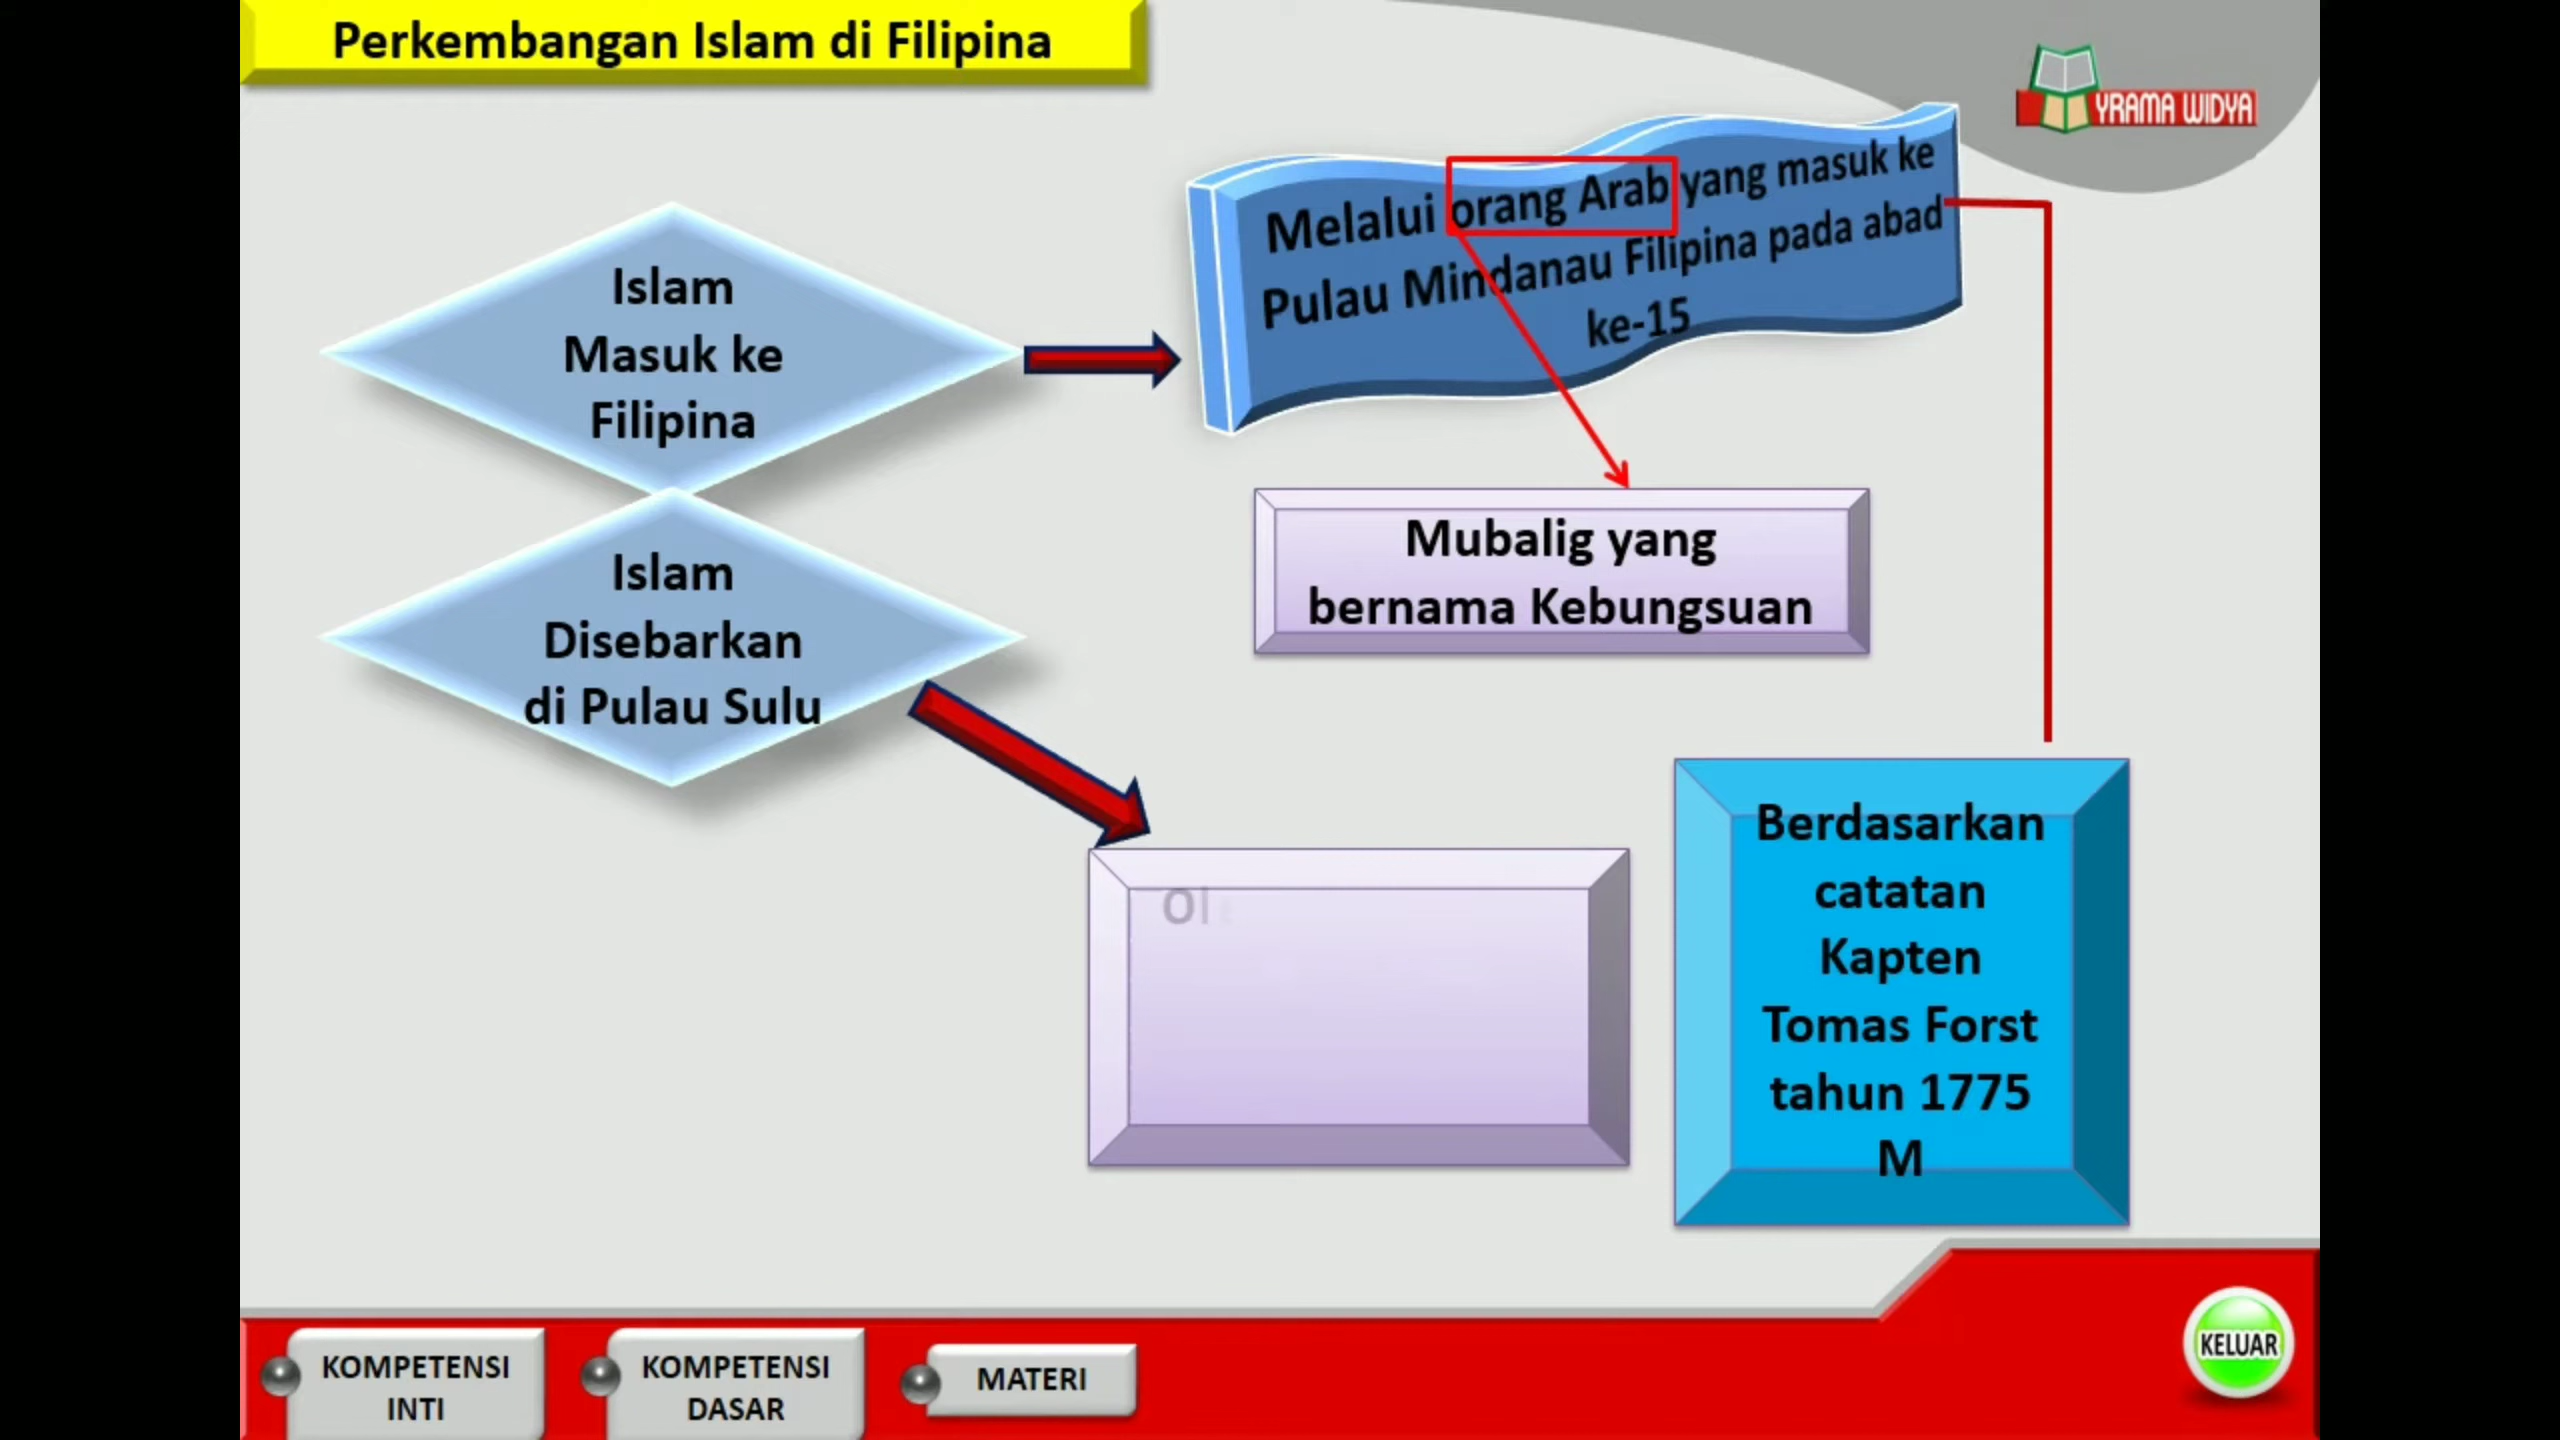 Perkembangan Islam di Filipina
YRAMA WIDYA
Islam
Masuk ke
Filipina
Melalui orang Arab yang masuk ke
Pulau Mindanau Filipina pada abad
ke-15
Mubalig yang
bernama Kebungsuan
Islam
Disebarkan
di Pulau Sulu
Ol
Berdasarkan
catatan
Kapten
Tomas Forst
tahun 1775
M
KOMPETENSI
INTI
KOMPETENSI
DASAR
MATERI
KELUAR